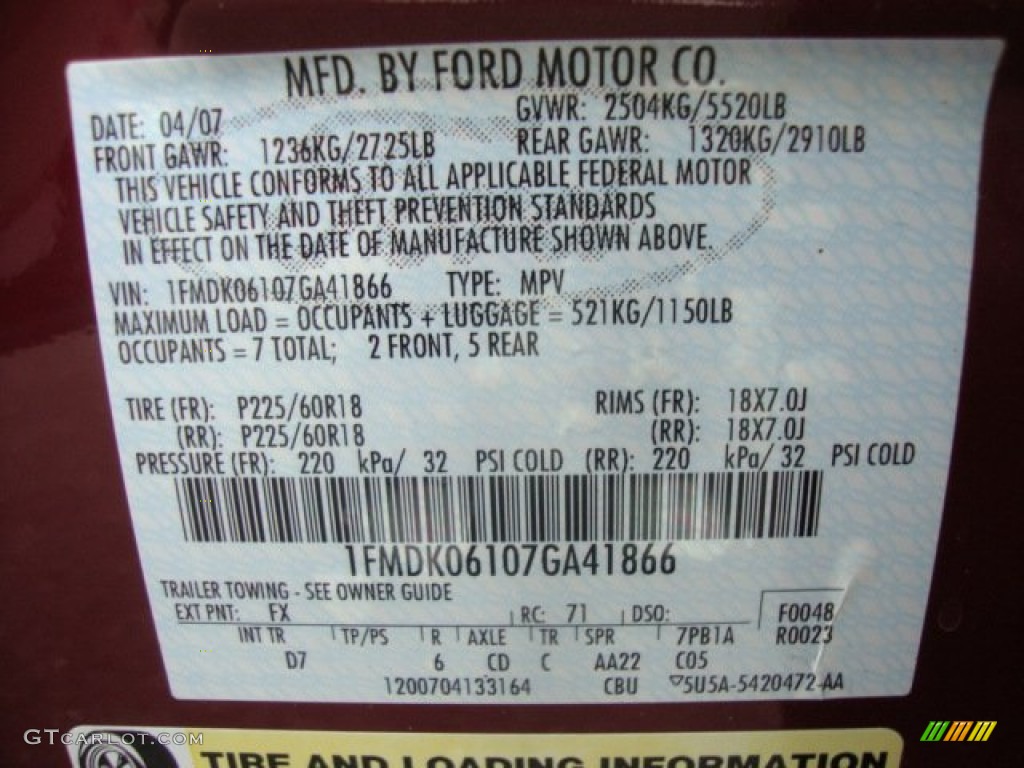 MFD. BY FORD MOTOR CO.
DATE: 04/07 GVWR: 2504KG/5520LB
FRONT GAWR: 1236KG/2725LB REAR GAWR: 1320KG/2910LB
THIS VEHICLE CONFORMS TO ALL APPLICABLE FEDERAL MOTOR
VEHICLE SAFETY AND THEFT PREVENTION STANDARDS
IN EFFECT ON THE DATE OF MANUFACTURE SHOWN ABOVE.
VIN: 1FMDK06107GA41866 TYPE: MPV
MAXIMUM LOAD = OCCUPANTS + LUGGAGE = 521KG/1150LB
OCCUPANTS = 7 TOTAL; 2 FRONT, 5 REAR
TIRE (FR): P225/60R18 RIMS (FR): 18X7.0J
(RR): P225/60R18 (RR): 18X7.0J
PRESSURE (FR): 220 kPa/ 32 PSI COLD (RR): 220 kPa/ 32 PSI COLD
1FMDK06107GA41866
TRAILER TOWING - SEE OWNER GUIDE
EXT PNT: FX RC: 71 DSO: F0048
INT TR TP/PS R AXLE TR SPR 7PB1A R0023
D7 6 CD C AA22 C05
1200704133164 CBU ▽5U5A-5420472-AA
GTCarlot.com
TIRE AND LOADING INFORMATION